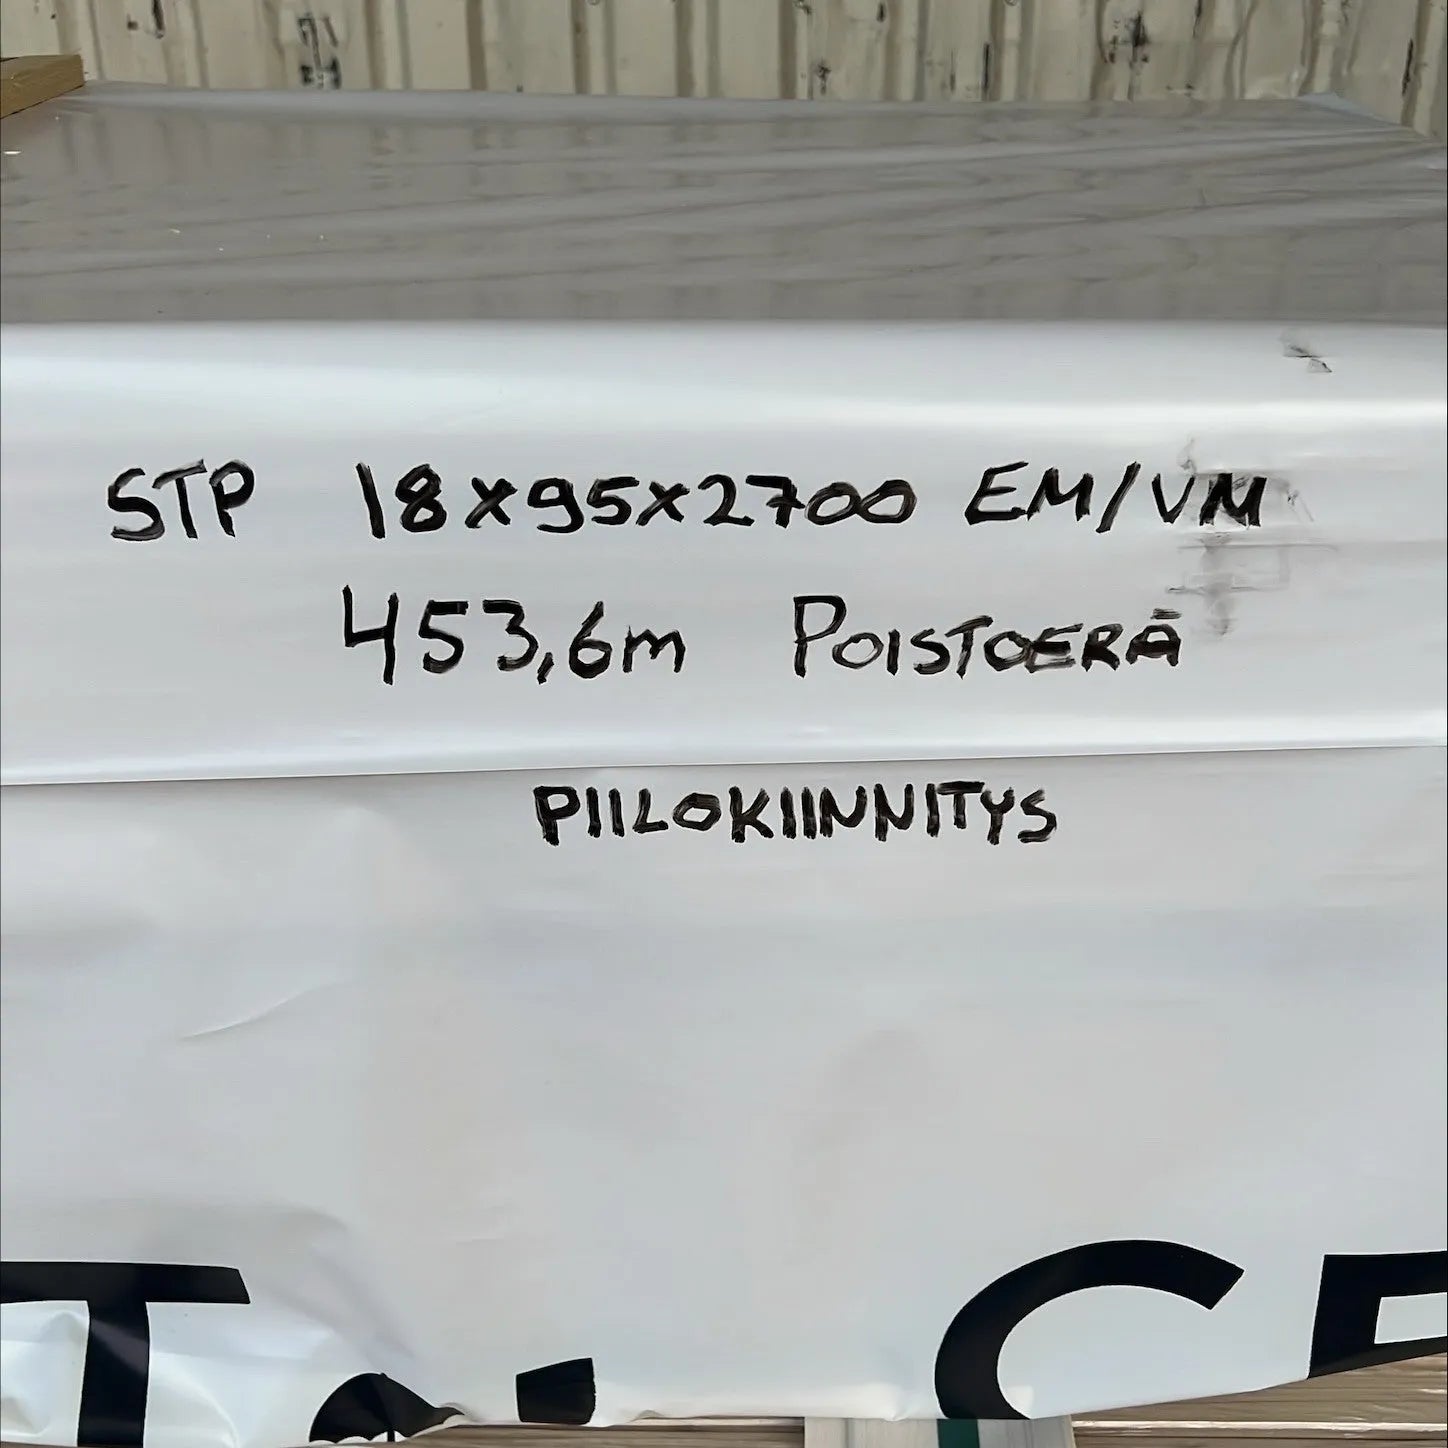 STP 18x95x2700 EM/VM
453,6m POISTOERÄ
PIILOKIINNITYS